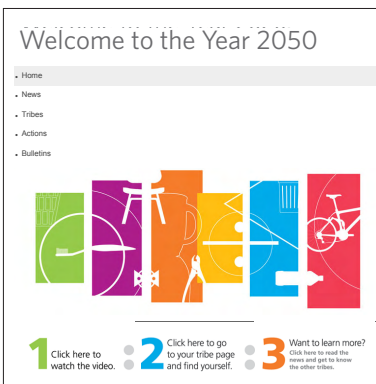 Welcome to the Year 2050
Home
News
Tribes
Actions
Bulletins
1 Click here to
watch the video.
2 Click here to go
to your tribe page
and find yourself.
3 Want to learn more?
Click here to read the
news and get to know
the other tribes.